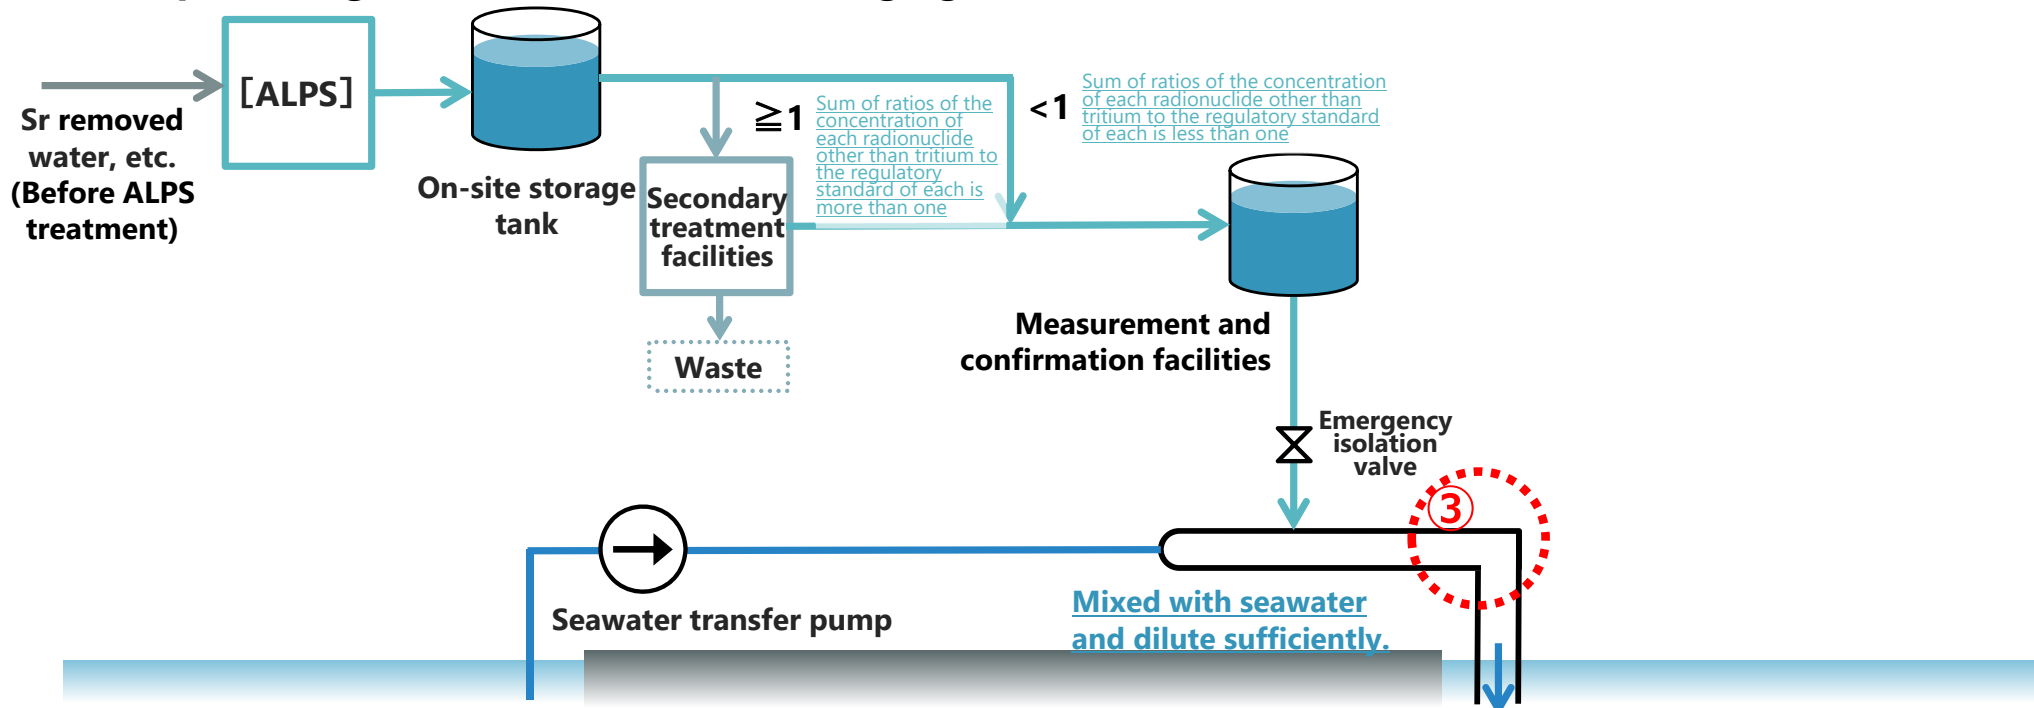 [ALPS]
Sr removed
water, etc.
(Before ALPS
treatment)
On-site storage
tank
≧1
Sum of ratios of the
concentration of
each radionuclide
other than tritium to
the regulatory
standard of each is
more than one
<1
Sum of ratios of the concentration
of each radionuclide other than
tritium to the regulatory standard
of each is less than one
Secondary
treatment
facilities
Waste
Measurement and
confirmation facilities
Emergency
isolation
valve
③
Seawater transfer pump
Mixed with seawater
and dilute sufficiently.